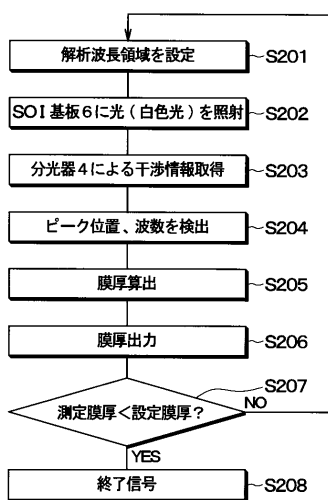 解析波長領域を設定 S201
SOI基板6に光(白色光)を照射 S202
分光器4による干渉情報取得 S203
ピーク位置、波数を検出 S204
膜厚算出 S205
膜厚出力 S206
S207
測定膜厚<設定膜厚? NO
YES
終了信号 S208